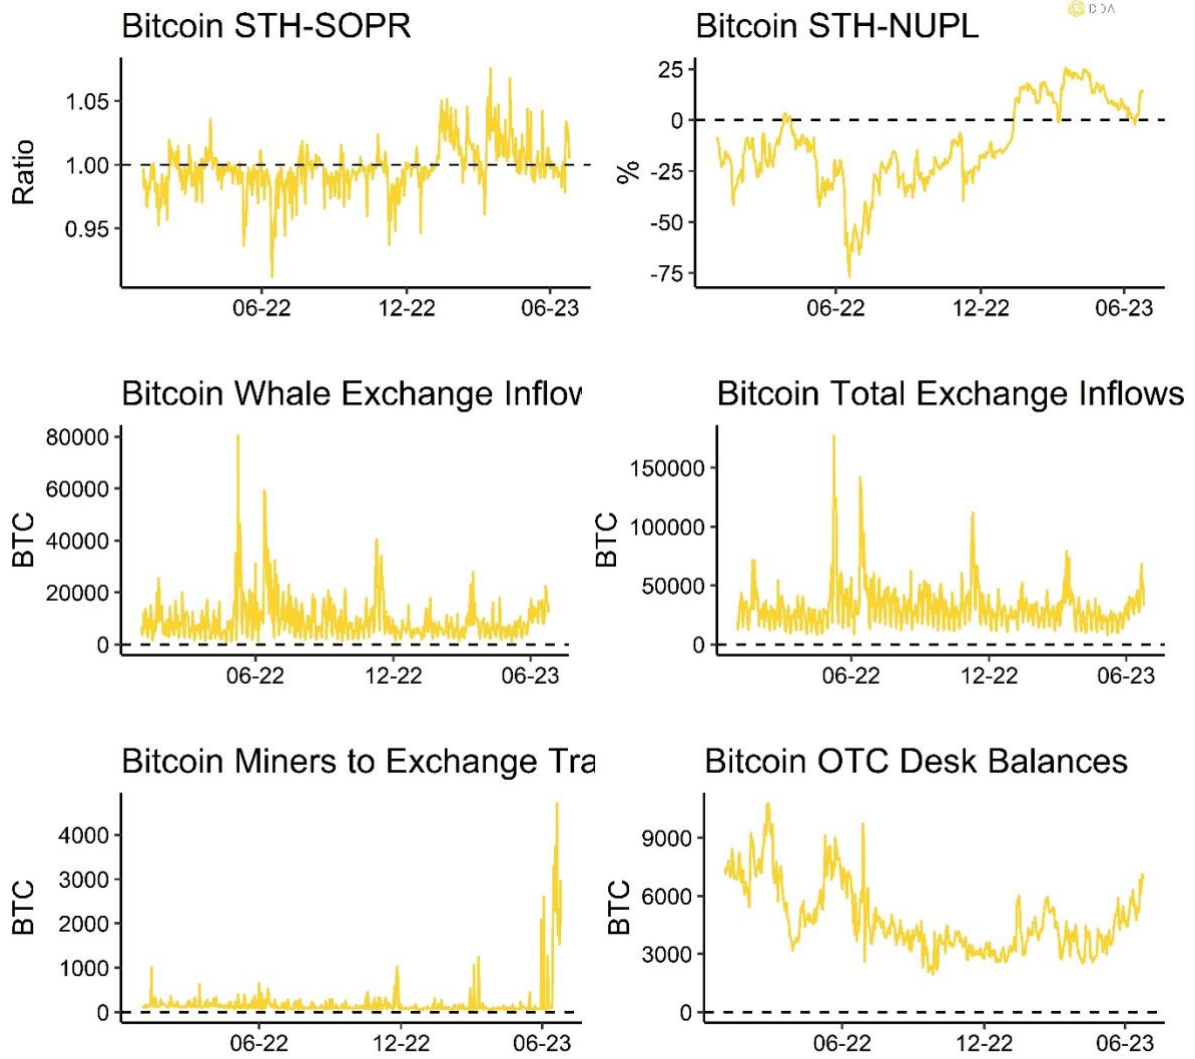 DDA
Bitcoin STH-SOPR
Ratio
1.05
1.00
0.95
06-22 12-22 06-23
Bitcoin STH-NUPL
%
25
0
-25
-50
-75
06-22 12-22 06-23
Bitcoin Whale Exchange Inflow
BTC
80000
60000
40000
20000
0
06-22 12-22 06-23
Bitcoin Total Exchange Inflows
BTC
150000
100000
50000
0
06-22 12-22 06-23
Bitcoin Miners to Exchange Tra
BTC
4000
3000
2000
1000
0
06-22 12-22 06-23
Bitcoin OTC Desk Balances
BTC
9000
6000
3000
0
06-22 12-22 06-23